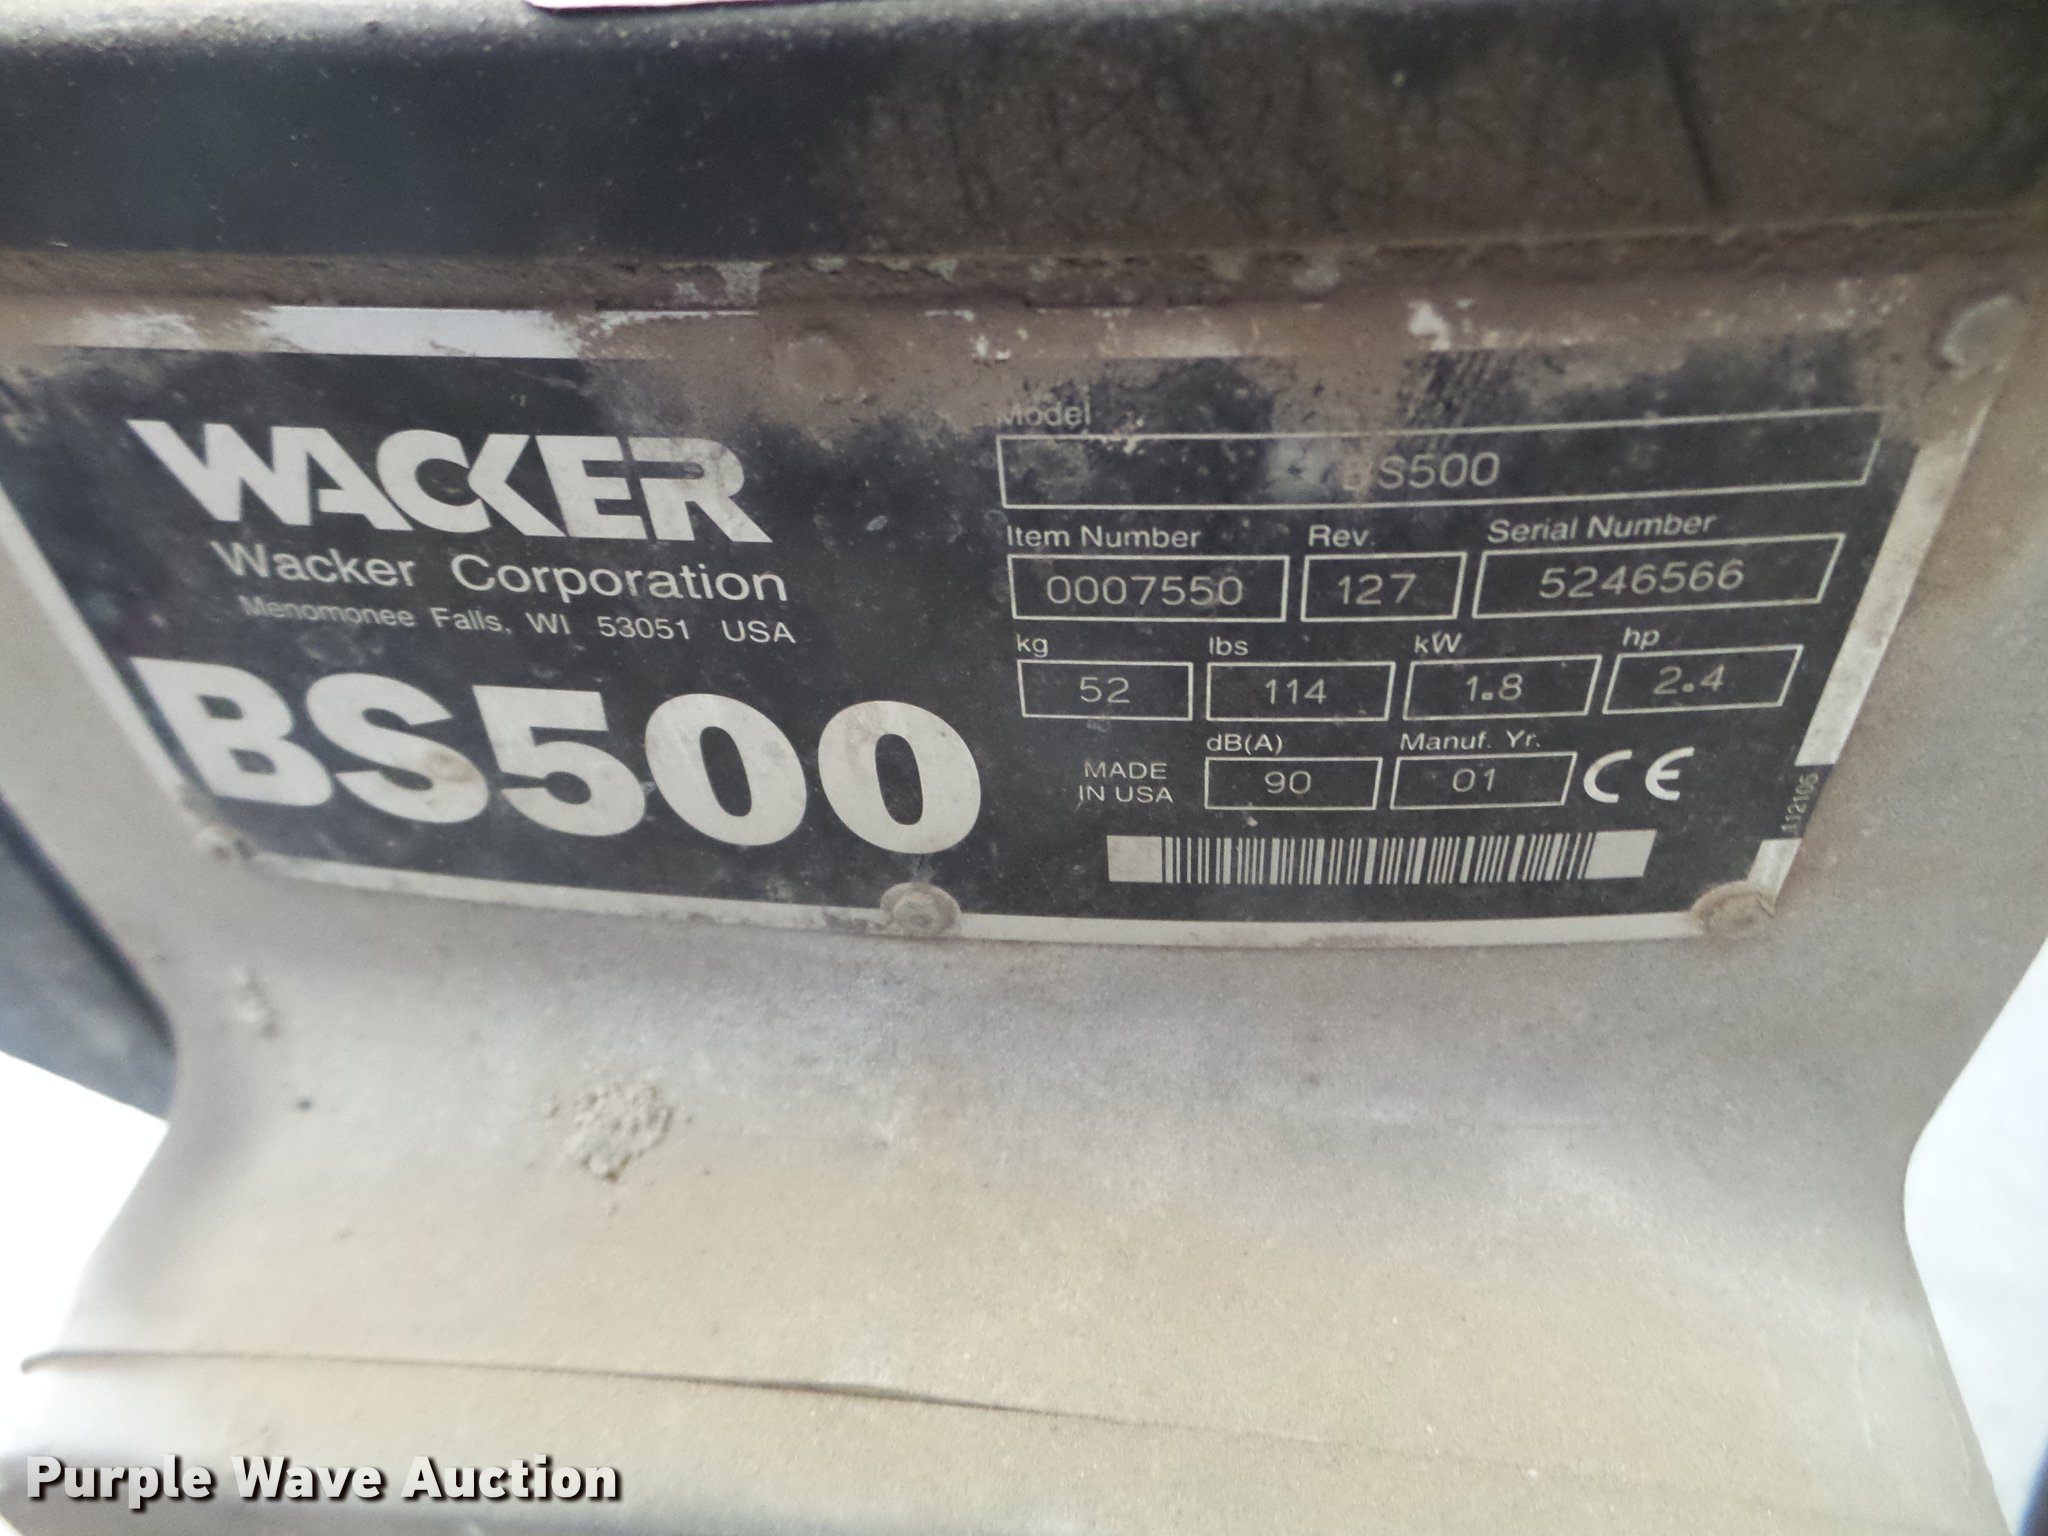 WACKER
Wacker Corporation
Menomonee Falls, WI 53051 USA
BS500
Model
BS500
Item Number Rev. Serial Number
0007550 127 5246566
kg lbs kW hp
52 114 1.8 2.4
dB(A) Manuf. Yr.
MADE IN USA 90 01 CE
112105
Purple Wave Auction